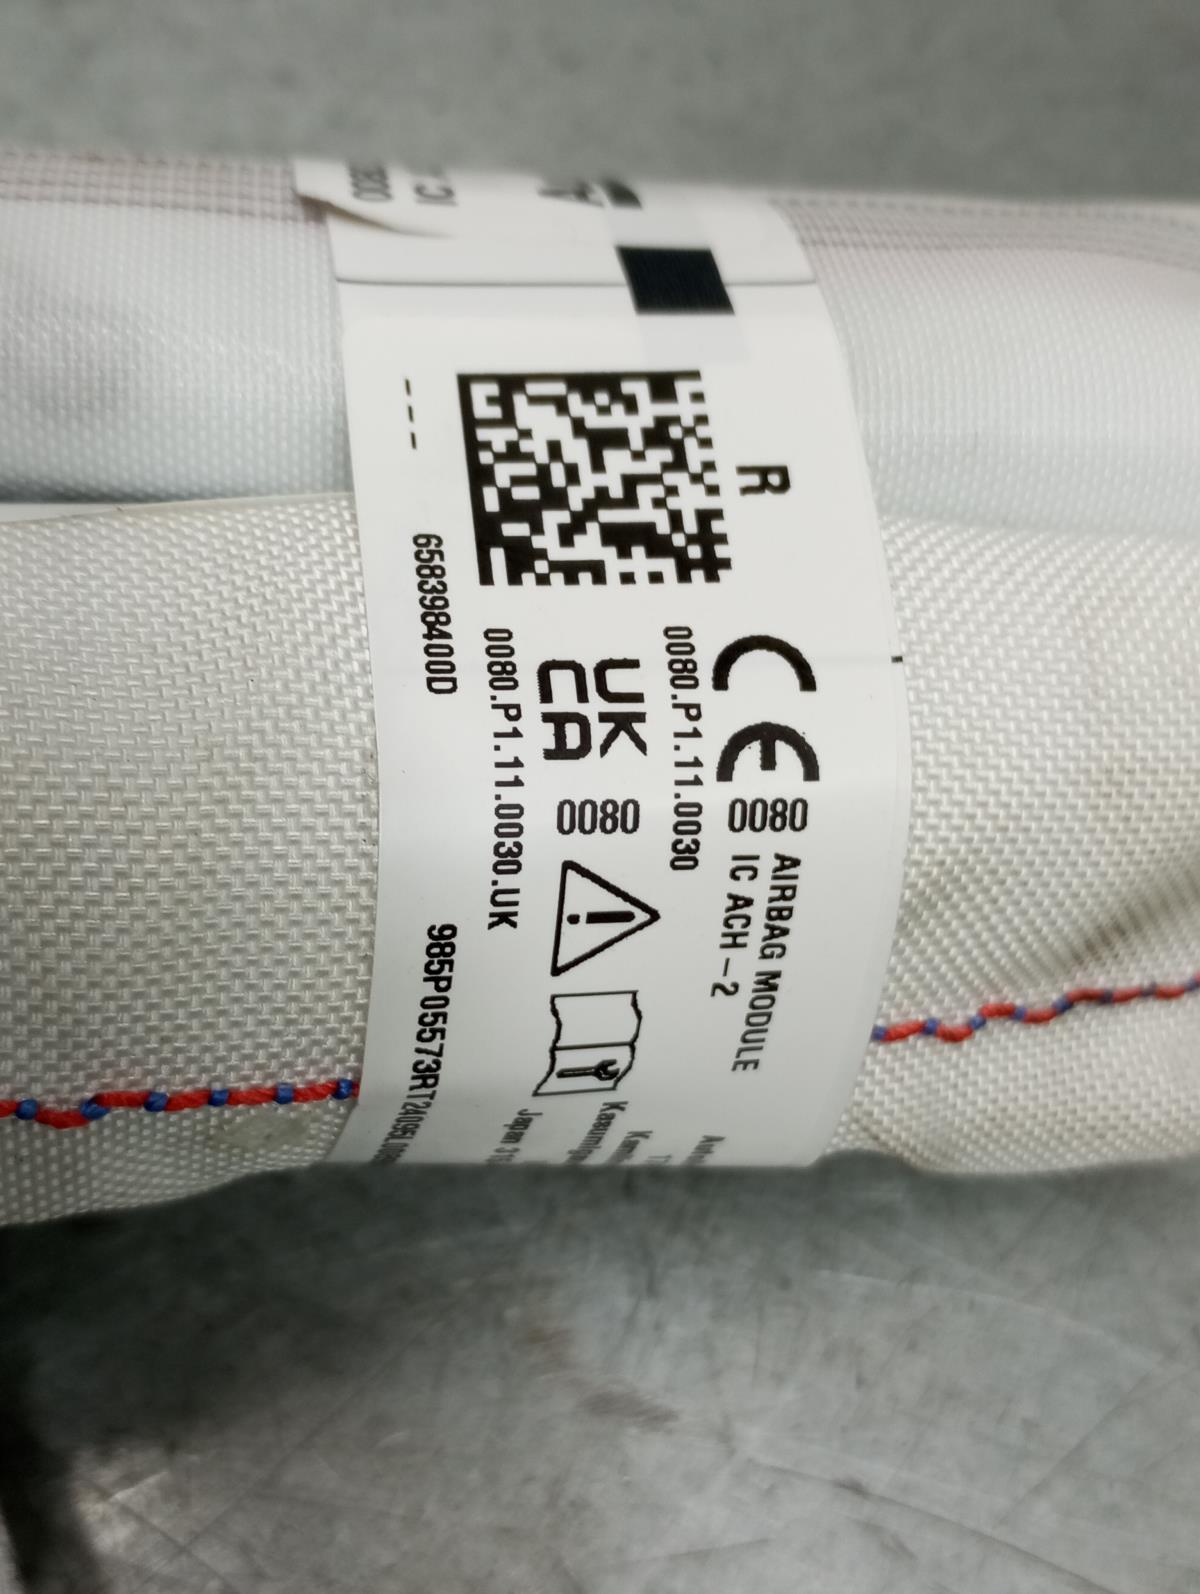 R
CE 0080 AIRBAG MODULE
IC ACH-2
0080.P1.11.0030
UK
CA 0080
0080.P1.11.0030.UK
---
658398400D
Japan